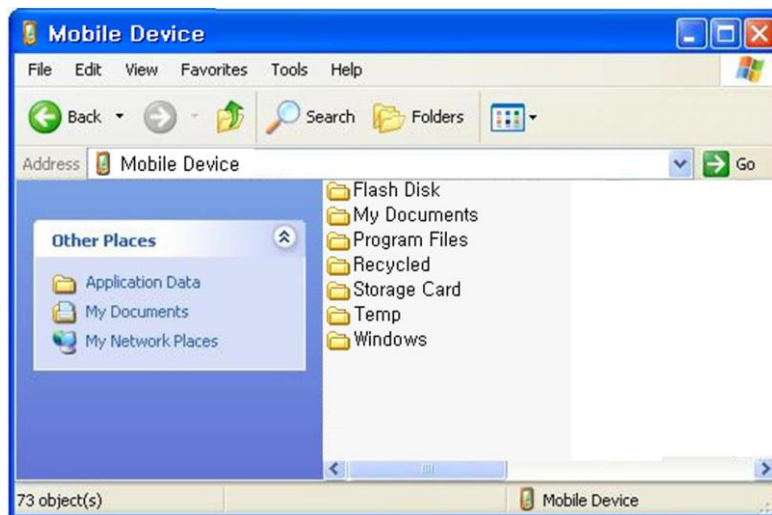 Mobile Device
File Edit View Favorites Tools Help
Back Search Folders
Address Mobile Device Go
Other Places
Application Data
My Documents
My Network Places
Flash Disk
My Documents
Program Files
Recycled
Storage Card
Temp
Windows
73 object(s) Mobile Device